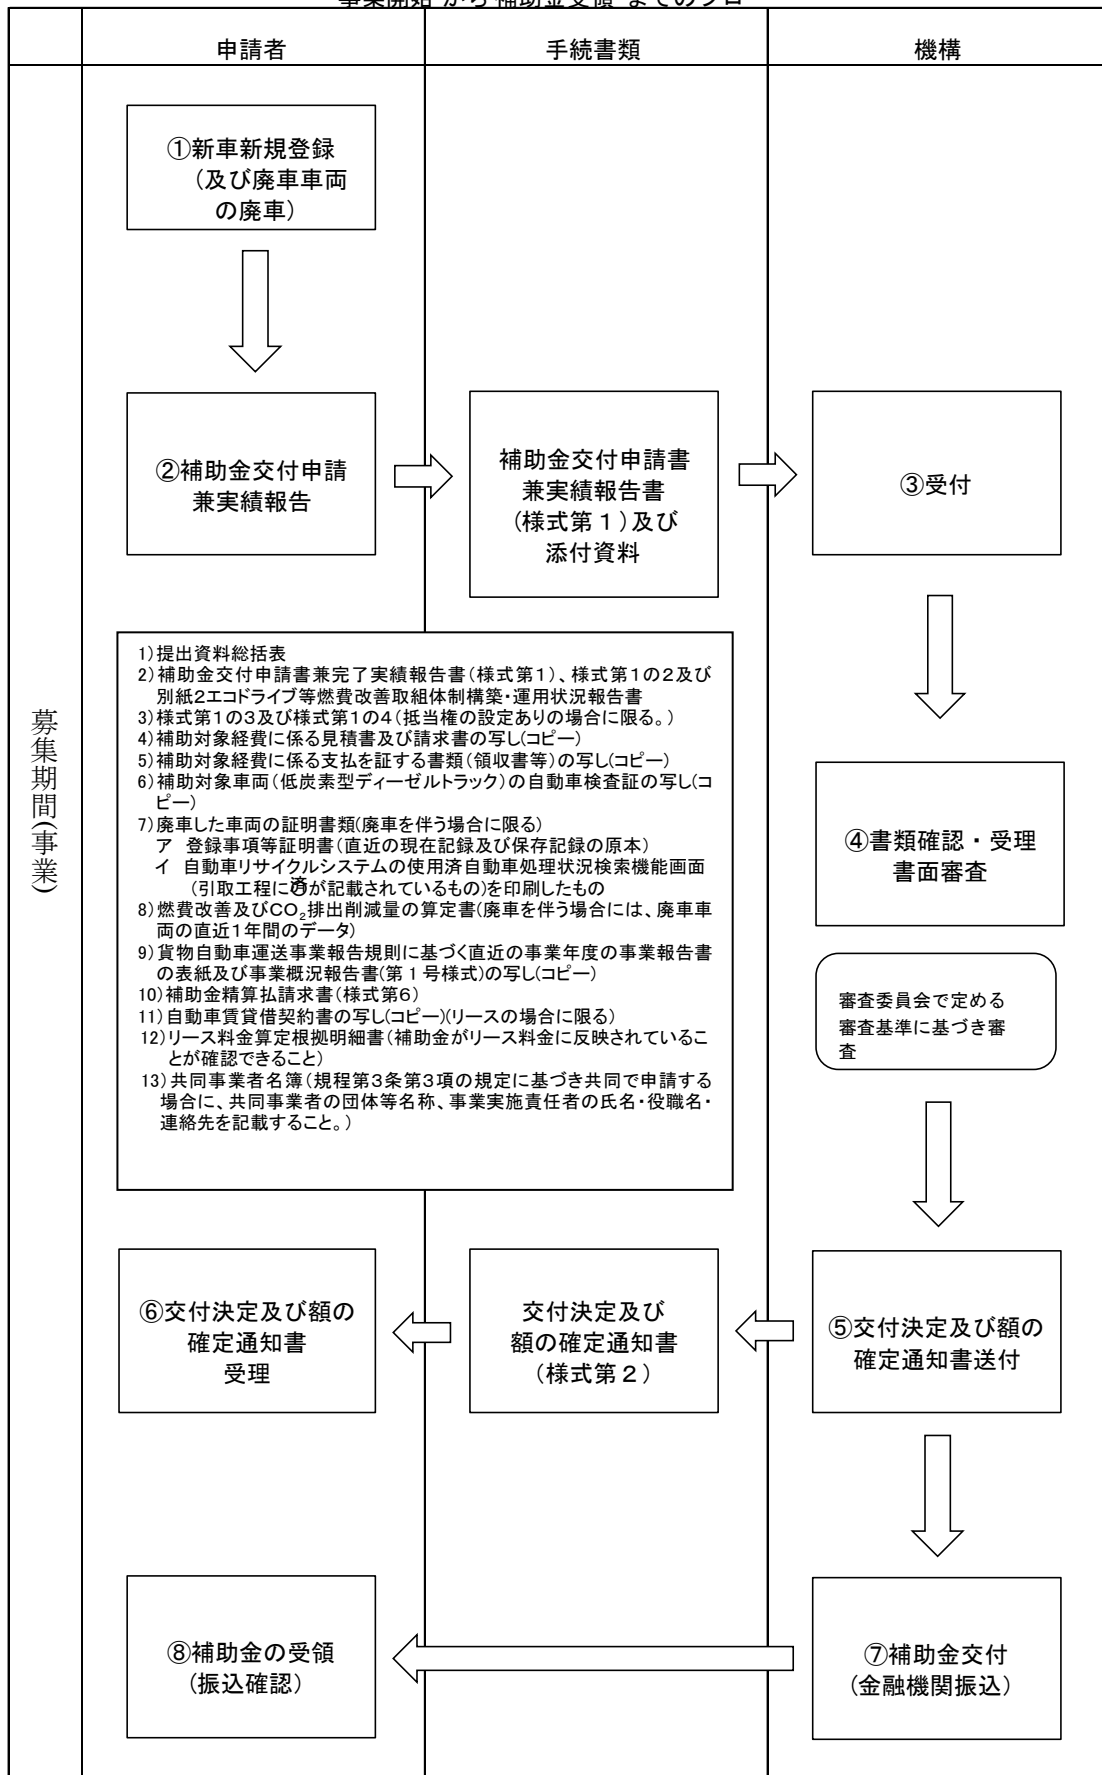 事業開始 から 補助金受領 までのフロー
申請者
手続書類
機構
募集期間(事業)
①新車新規登録
(及び廃車車両
の廃車)
②補助金交付申請
兼実績報告
補助金交付申請書
兼実績報告書
(様式第1)及び
添付資料
③受付
1)提出資料総括表
2)補助金交付申請書兼完了実績報告書(様式第1)、様式第1の2及び
別紙2エコドライブ等燃費改善取組体制構築・運用状況報告書
3)様式第1の3及び様式第1の4(抵当権の設定ありの場合に限る。)
4)補助対象経費に係る見積書及び請求書の写し(コピー)
5)補助対象経費に係る支払を証する書類(領収書等)の写し(コピー)
6)補助対象車両(低炭素型ディーゼルトラック)の自動車検査証の写し(コ
ピー)
7)廃車した車両の証明書類(廃車を伴う場合に限る)
ア 登録事項等証明書(直近の現在記録及び保存記録の原本)
イ 自動車リサイクルシステムの使用済自動車処理状況検索機能画面
(引取工程に○済が記載されているもの)を印刷したもの
8)燃費改善及びCO₂排出削減量の算定書(廃車を伴う場合には、廃車車
両の直近1年間のデータ)
9)貨物自動車運送事業報告規則に基づく直近の事業年度の事業報告書
の表紙及び事業概況報告書(第1号様式)の写し(コピー)
10)補助金精算払請求書(様式第6)
11)自動車賃貸借契約書の写し(コピー)(リースの場合に限る)
12)リース料金算定根拠明細書(補助金がリース料金に反映されているこ
とが確認できること)
13)共同事業者名簿(規程第3条第3項の規定に基づき共同で申請する
場合に、共同事業者の団体等名称、事業実施責任者の氏名・役職名・
連絡先を記載すること。)
④書類確認・受理
書面審査
審査委員会で定める
審査基準に基づき審
査
⑥交付決定及び額の
確定通知書
受理
交付決定及び
額の確定通知書
(様式第2)
⑤交付決定及び額の
確定通知書送付
⑧補助金の受領
(振込確認)
⑦補助金交付
(金融機関振込)